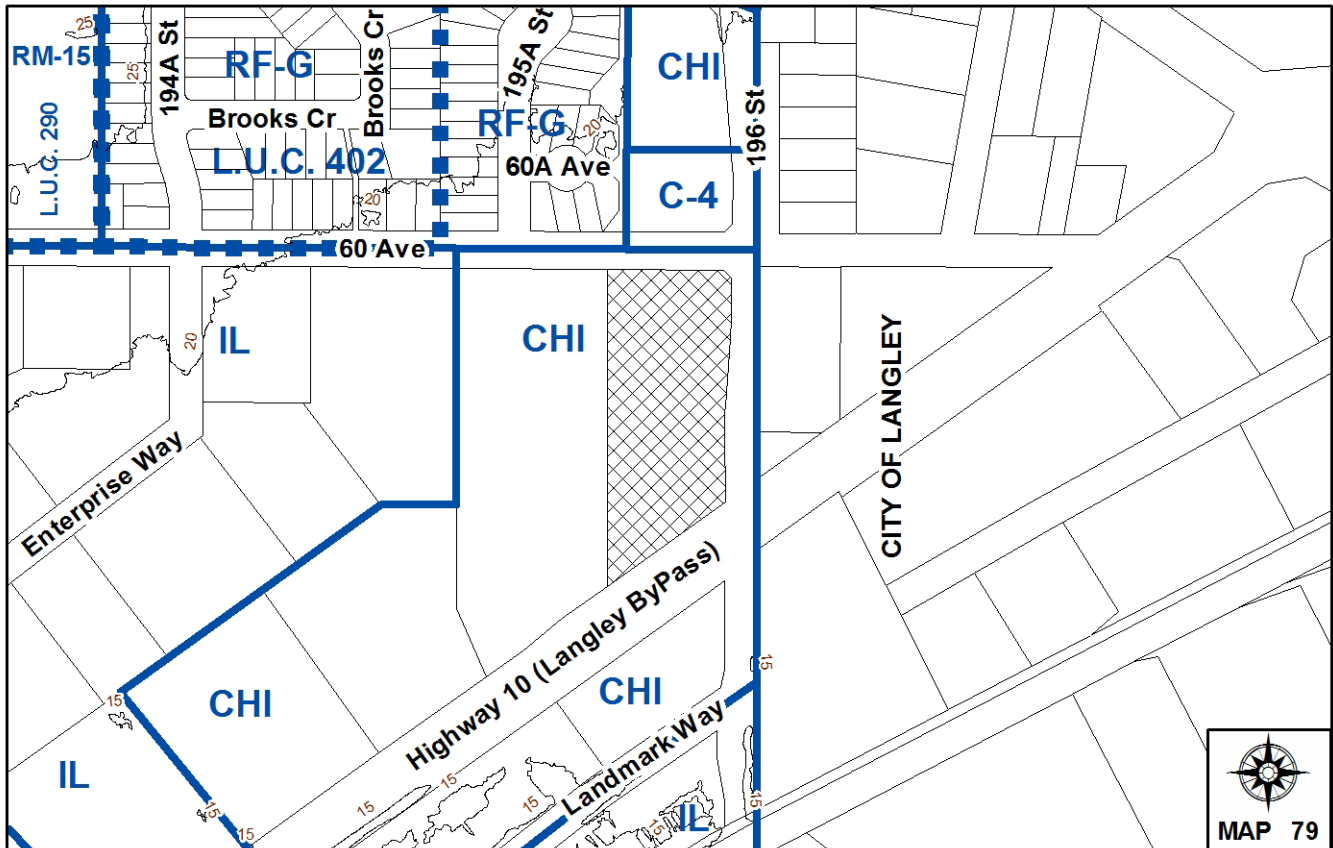 25
RM-15
194A St
RF-G
Brooks Cr
195A St
CHI
196 St
25
Brooks Cr
RF-G
20
L.U.C. 290
L.U.C. 402
60A Ave
C-4
20
60 Ave
20
IL
CHI
CITY OF LANGLEY
Enterprise Way
Highway 10 (Langley ByPass)
15
15
CHI
CHI
Landmark Way
IL
15
15
15
15
15
15
15
IL
MAP 79